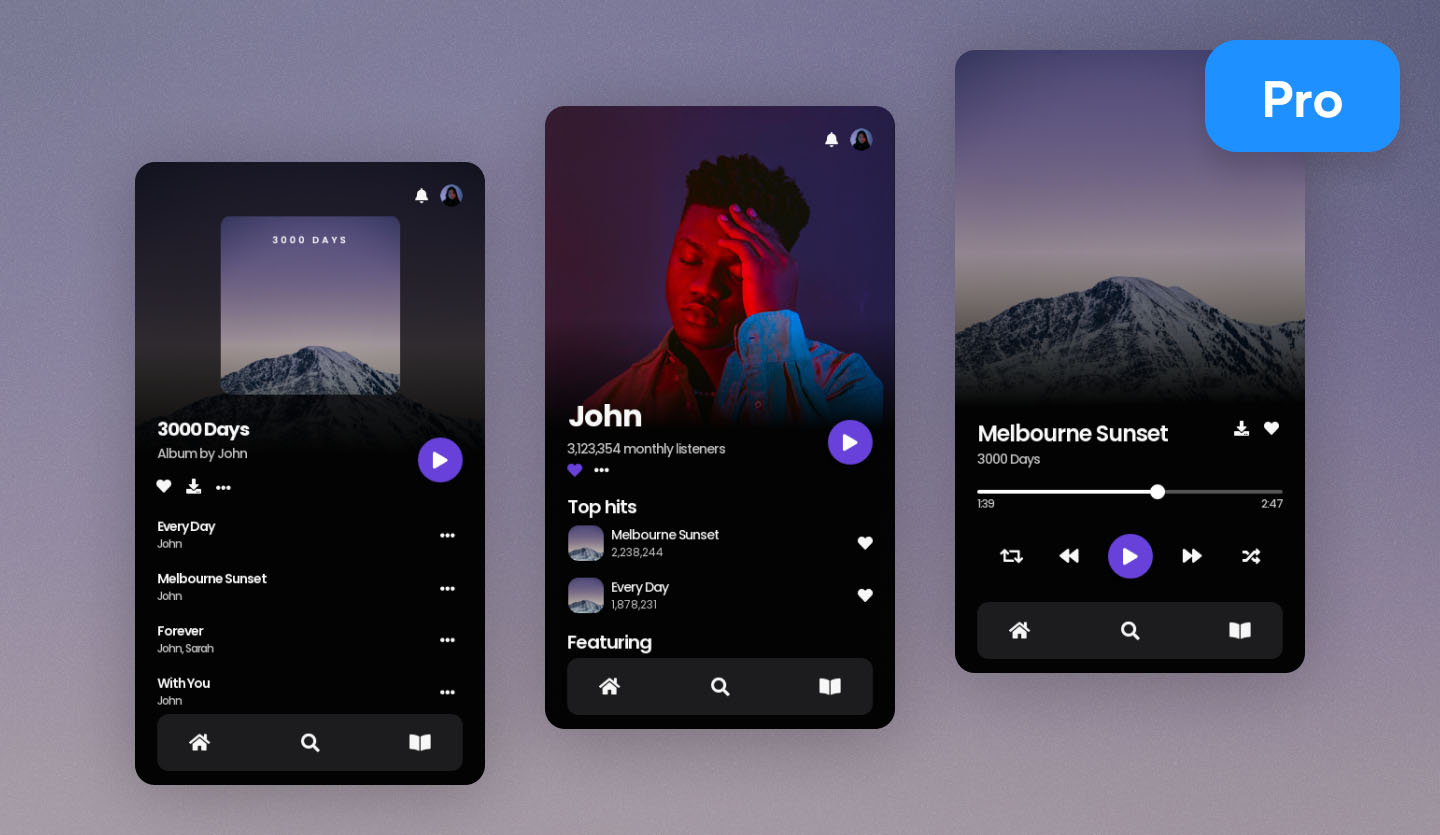 3000 DAYS
3000 Days
Album by John
Every Day
John
Melbourne Sunset
John
Forever
John, Sarah
With You
John
John
3,123,354 monthly listeners
Top hits
Melbourne Sunset
2,238,244
Every Day
1,878,231
Featuring
Pro
Melbourne Sunset
3000 Days
1:39
2:47